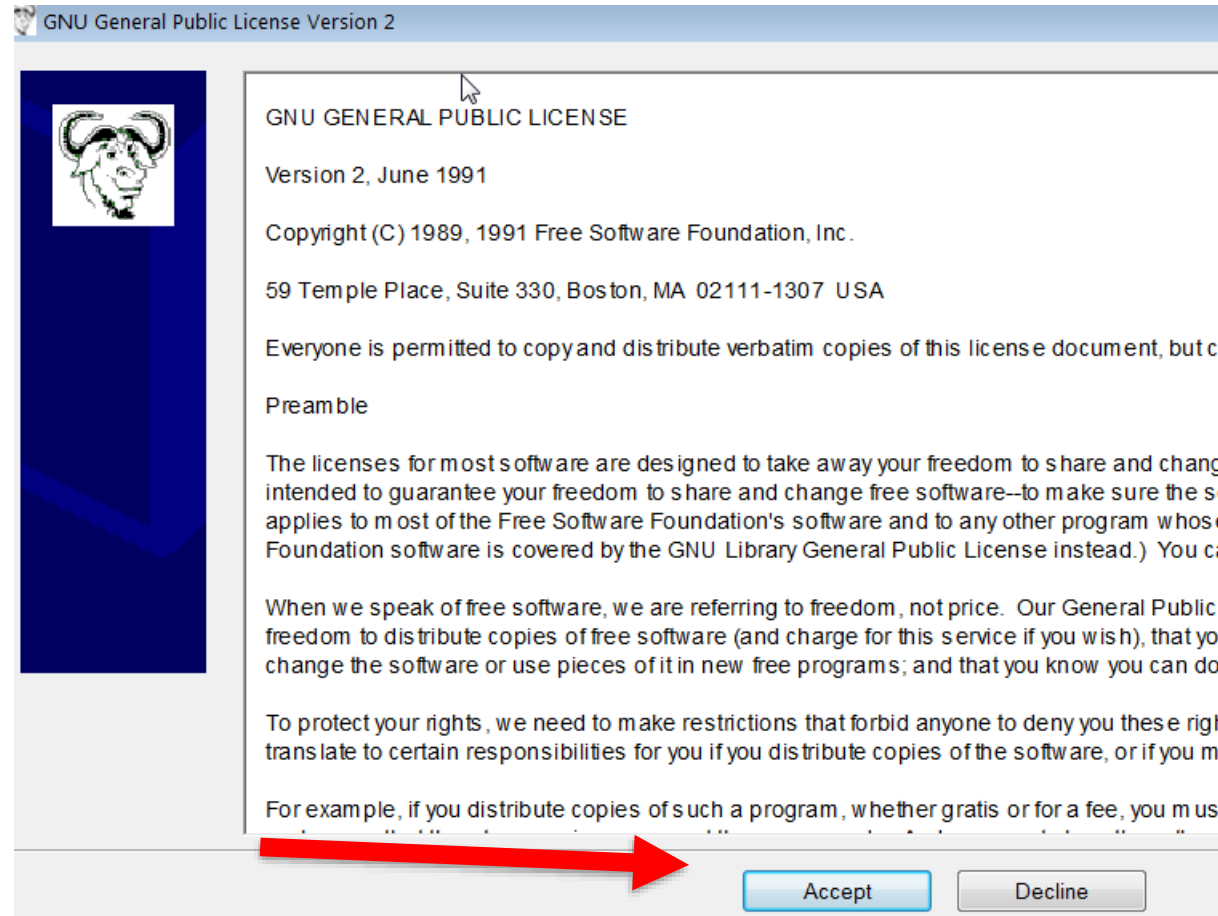 GNU General Public License Version 2
GNU GENERAL PUBLIC LICENSE
Version 2, June 1991
Copyright (C) 1989, 1991 Free Software Foundation, Inc.
59 Temple Place, Suite 330, Boston, MA 02111-1307 USA
Everyone is permitted to copy and distribute verbatim copies of this license document, but c
Preamble
The licenses for most software are designed to take away your freedom to share and chang
intended to guarantee your freedom to share and change free software--to make sure the s
applies to most of the Free Software Foundation's software and to any other program whos
Foundation software is covered by the GNU Library General Public License instead.) You ca
When we speak of free software, we are referring to freedom, not price. Our General Public
freedom to distribute copies of free software (and charge for this service if you wish), that yo
change the software or use pieces of it in new free programs; and that you know you can do
To protect your rights, we need to make restrictions that forbid anyone to deny you these righ
translate to certain responsibilities for you if you distribute copies of the software, or if you m
For example, if you distribute copies of such a program, whether gratis or for a fee, you mus
Accept
Decline